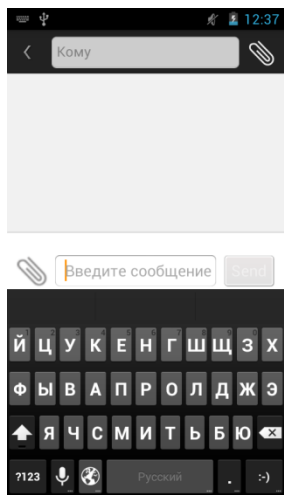 12:37
Кому
Введите сообщение Send
й ц у к е н г ш щ з х
ф ы в а п р о л д ж э
я ч с м и т ь б ю
?123 Русский . :-)